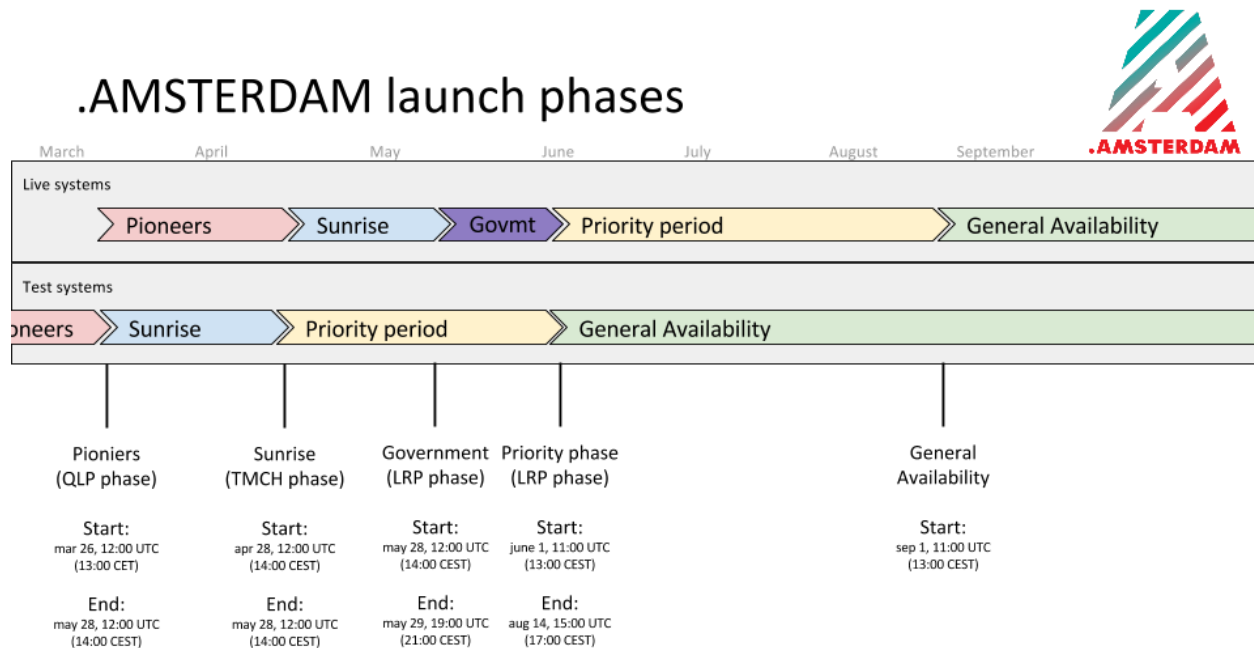 .AMSTERDAM launch phases
.AMSTERDAM
March April May June July August September
Live systems
Pioneers Sunrise Govmt Priority period General Availability
Test systems
oneers Sunrise Priority period General Availability
Pioniers
(QLP phase)
Start:
mar 26, 12:00 UTC
(13:00 CET)
End:
may 28, 12:00 UTC
(14:00 CEST)
Sunrise
(TMCH phase)
Start:
apr 28, 12:00 UTC
(14:00 CEST)
End:
may 28, 12:00 UTC
(14:00 CEST)
Government
(LRP phase)
Start:
may 28, 12:00 UTC
(14:00 CEST)
End:
may 29, 19:00 UTC
(21:00 CEST)
Priority phase
(LRP phase)
Start:
june 1, 11:00 UTC
(13:00 CEST)
End:
aug 14, 15:00 UTC
(17:00 CEST)
General
Availability
Start:
sep 1, 11:00 UTC
(13:00 CEST)